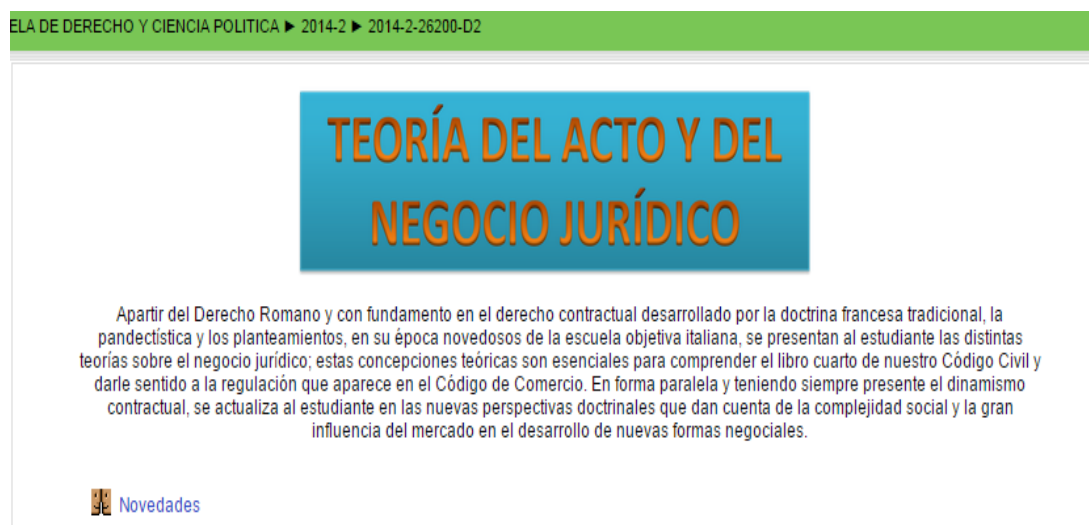 ELA DE DERECHO Y CIENCIA POLITICA ► 2014-2 ► 2014-2-26200-D2
TEORÍA DEL ACTO Y DEL
NEGOCIO JURÍDICO
Apartir del Derecho Romano y con fundamento en el derecho contractual desarrollado por la doctrina francesa tradicional, la
pandectística y los planteamientos, en su época novedosos de la escuela objetiva italiana, se presentan al estudiante las distintas
teorías sobre el negocio jurídico; estas concepciones teóricas son esenciales para comprender el libro cuarto de nuestro Código Civil y
darle sentido a la regulación que aparece en el Código de Comercio. En forma paralela y teniendo siempre presente el dinamismo
contractual, se actualiza al estudiante en las nuevas perspectivas doctrinales que dan cuenta de la complejidad social y la gran
influencia del mercado en el desarrollo de nuevas formas negociales.
Novedades